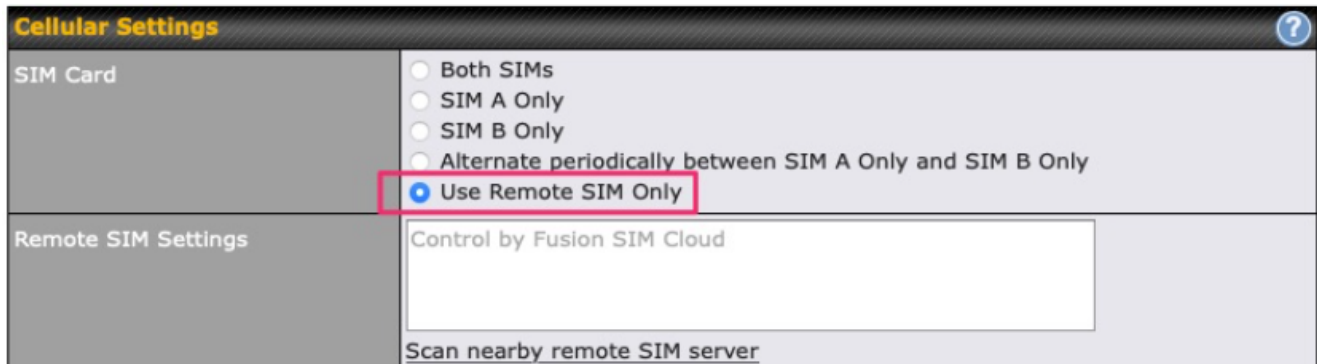 Cellular Settings
?
SIM Card
Both SIMs
SIM A Only
SIM B Only
Alternate periodically between SIM A Only and SIM B Only
Use Remote SIM Only
Remote SIM Settings
Control by Fusion SIM Cloud
Scan nearby remote SIM server